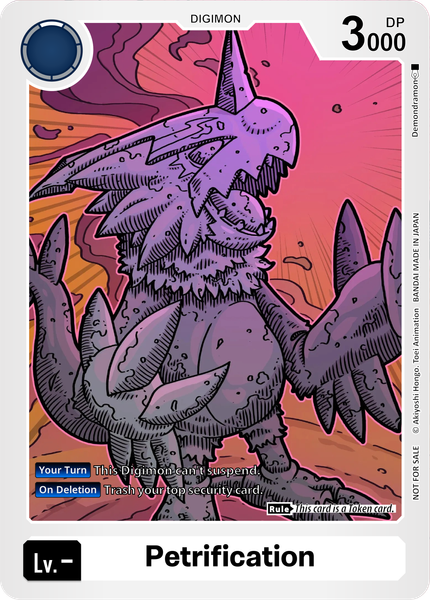 DIGIMON
3000
DP
Demondramon
© Akiyoshi Hongo. Toei Animation BANDAI MADE IN JAPAN
NOT FOR SALE
Your Turn This Digimon can't suspend.
On Deletion Trash your top security card.
Rule This card is a Token card.
Lv.-
Petrification